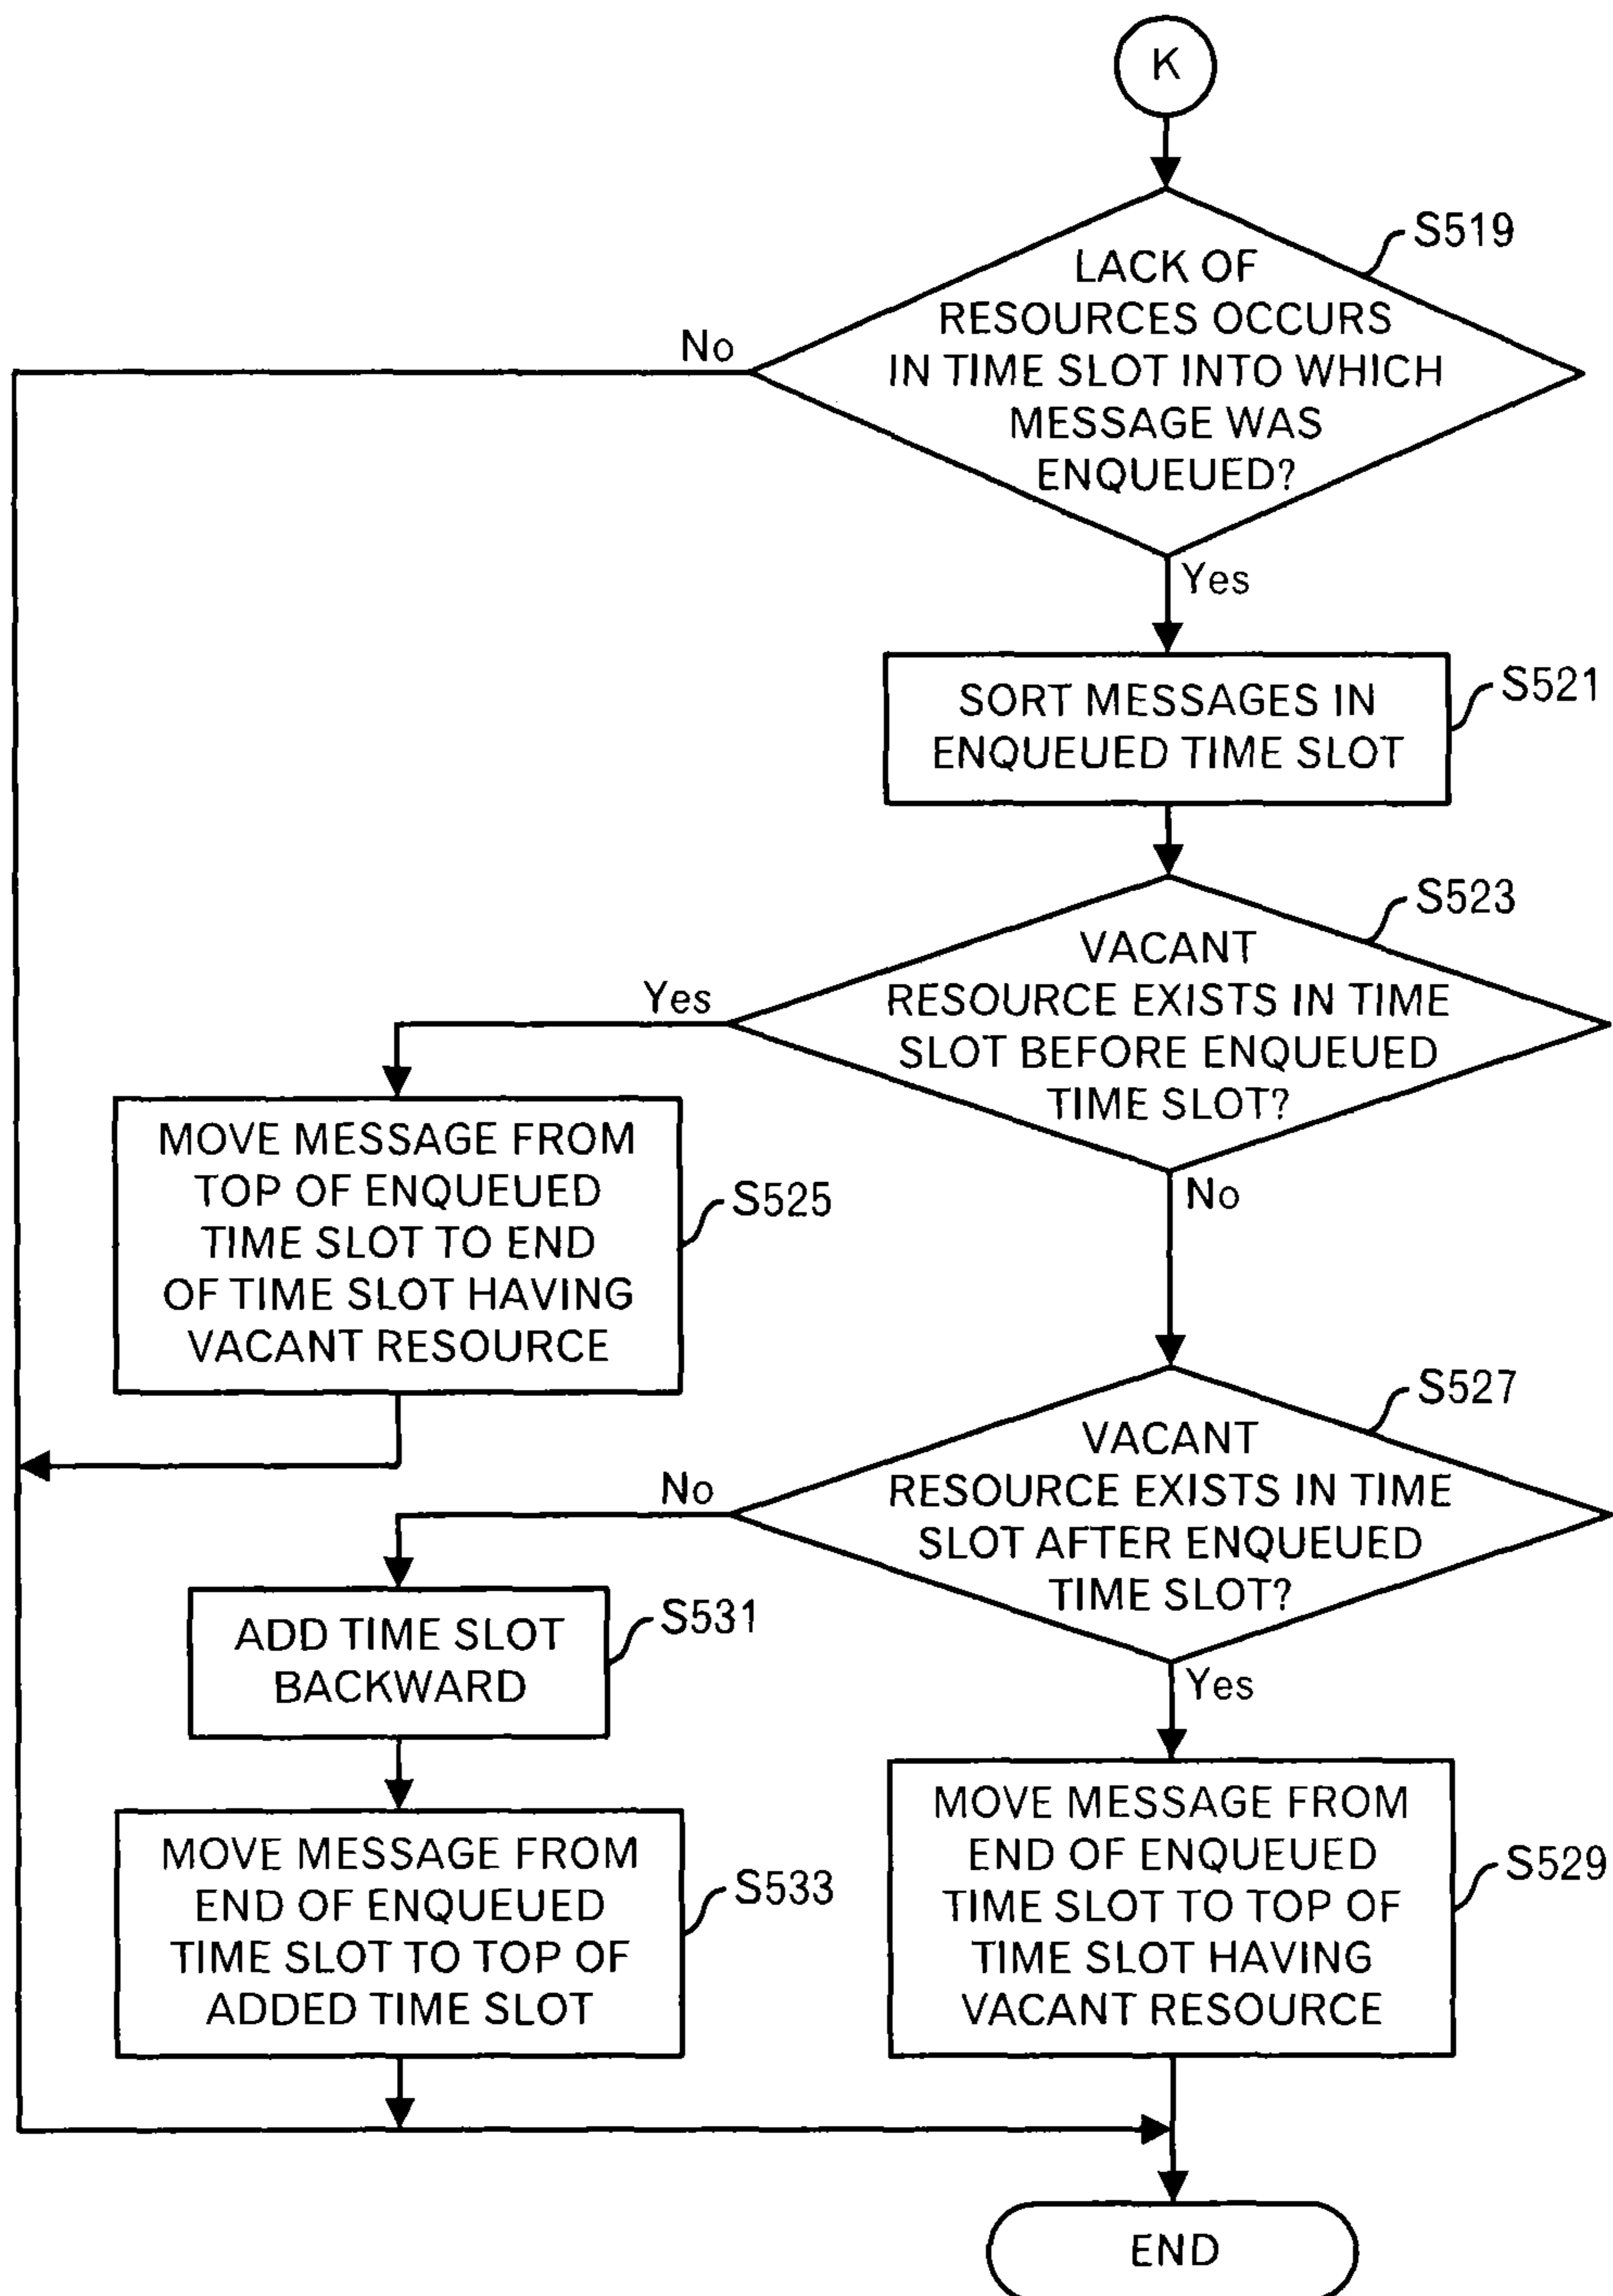 K
S519
LACK OF
RESOURCES OCCURS
IN TIME SLOT INTO WHICH
MESSAGE WAS
ENQUEUED?
No
Yes
S521
SORT MESSAGES IN
ENQUEUED TIME SLOT
S523
VACANT
RESOURCE EXISTS IN TIME
SLOT BEFORE ENQUEUED
TIME SLOT?
Yes
No
MOVE MESSAGE FROM
TOP OF ENQUEUED
TIME SLOT TO END
OF TIME SLOT HAVING
VACANT RESOURCE
S525
S527
VACANT
RESOURCE EXISTS IN TIME
SLOT AFTER ENQUEUED
TIME SLOT?
No
Yes
ADD TIME SLOT
BACKWARD
S531
MOVE MESSAGE FROM
END OF ENQUEUED
TIME SLOT TO TOP OF
ADDED TIME SLOT
S533
MOVE MESSAGE FROM
END OF ENQUEUED
TIME SLOT TO TOP OF
TIME SLOT HAVING
VACANT RESOURCE
S529
END